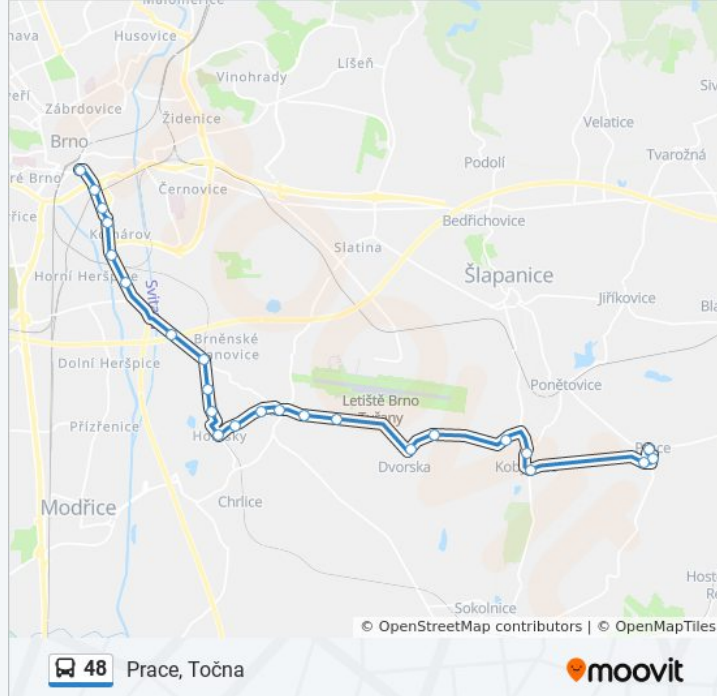 Maloměřice
Husovice
Líšeň
Vinohrady
Zábrdovice
Židenice
Velatice
Brno
Podolí
Tvarožná
Černovice
Bedřichovice
Komárov
Slatina
Šlapanice
Horní Heršpice
Svitava
Jiříkovice
Brněnské
Ivanovice
Dolní Heršpice
Ponětovice
Letiště Brno
Tuřany
Přízřenice
Holásky
Prace
Dvorska
Kob
Chrlice
Modřice
Sokolnice
© OpenStreetMap contributors | © OpenMapTiles
48
Prace, Točna
moovit